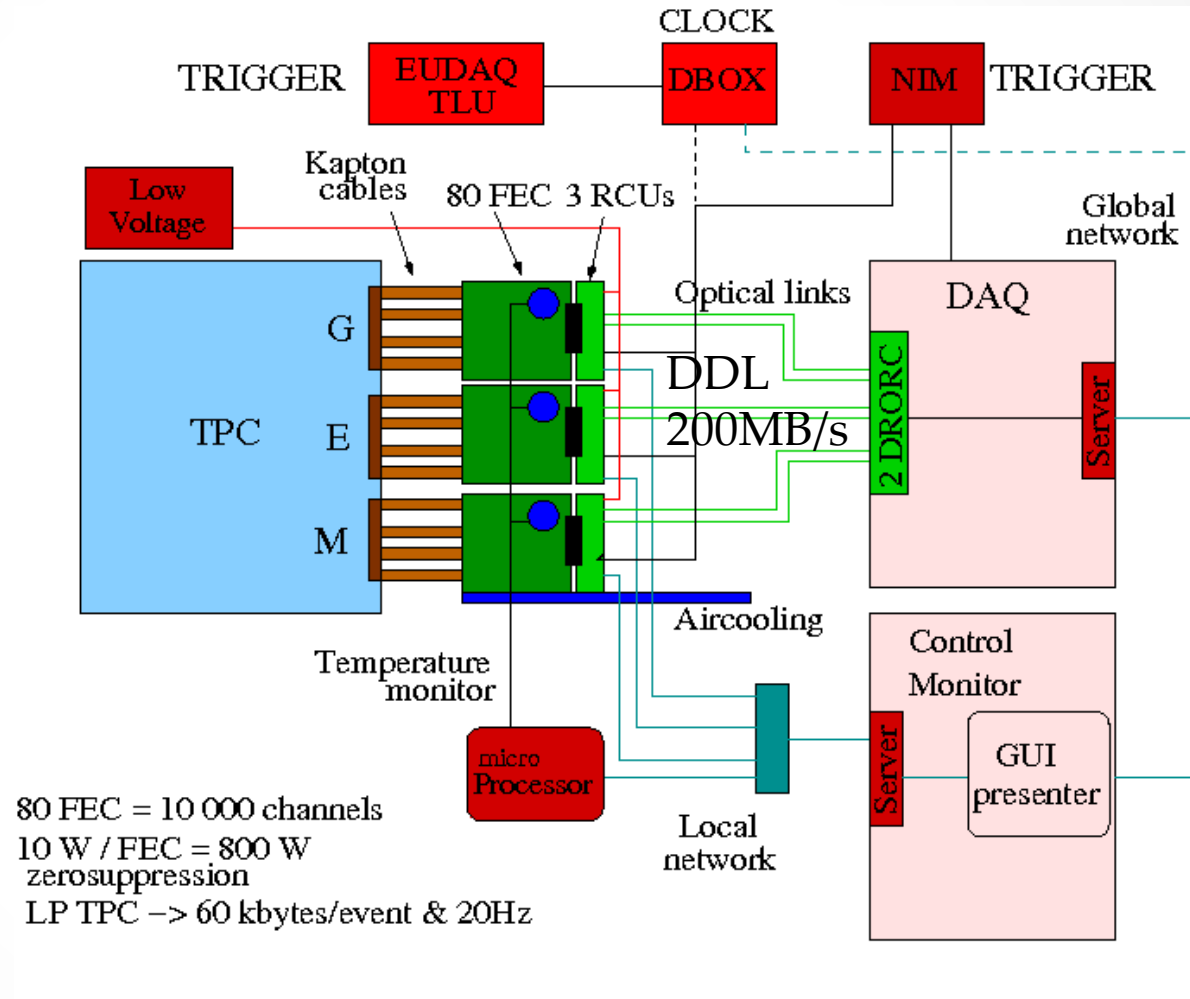 CLOCK
TRIGGER
EUDAQ
TLU
DBOX
NIM
TRIGGER
Kapton
cables
80 FEC
3 RCUs
Low
Voltage
Global
network
Optical links
DAQ
G
DDL
200MB/s
2 DRORC
Server
TPC
E
M
Aircooling
Temperature
monitor
Control
Monitor
micro
Processor
Server
GUI
presenter
Local
network
80 FEC = 10 000 channels
10 W / FEC = 800 W
zerosuppression
LP TPC −> 60 kbytes/event & 20Hz